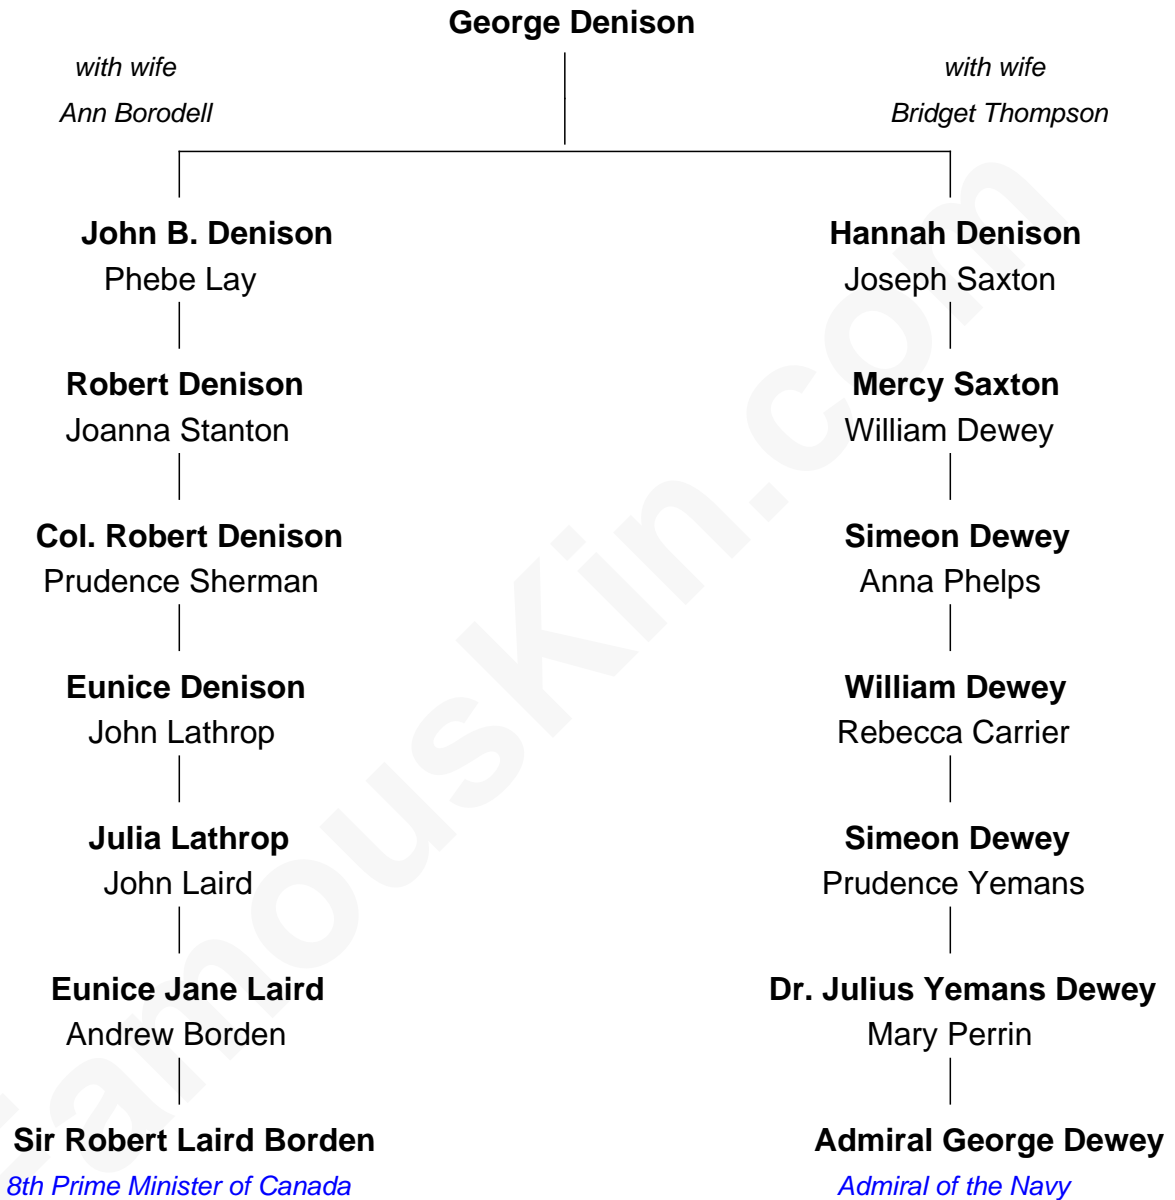 George Denison
with wife
Ann Borodell
with wife
Bridget Thompson
John B. Denison
Phebe Lay
Hannah Denison
Joseph Saxton
Robert Denison
Joanna Stanton
Mercy Saxton
William Dewey
Col. Robert Denison
Prudence Sherman
Simeon Dewey
Anna Phelps
Eunice Denison
John Lathrop
William Dewey
Rebecca Carrier
Julia Lathrop
John Laird
Simeon Dewey
Prudence Yemans
Eunice Jane Laird
Andrew Borden
Dr. Julius Yemans Dewey
Mary Perrin
Sir Robert Laird Borden
8th Prime Minister of Canada
Admiral George Dewey
Admiral of the Navy
FamousKin.com